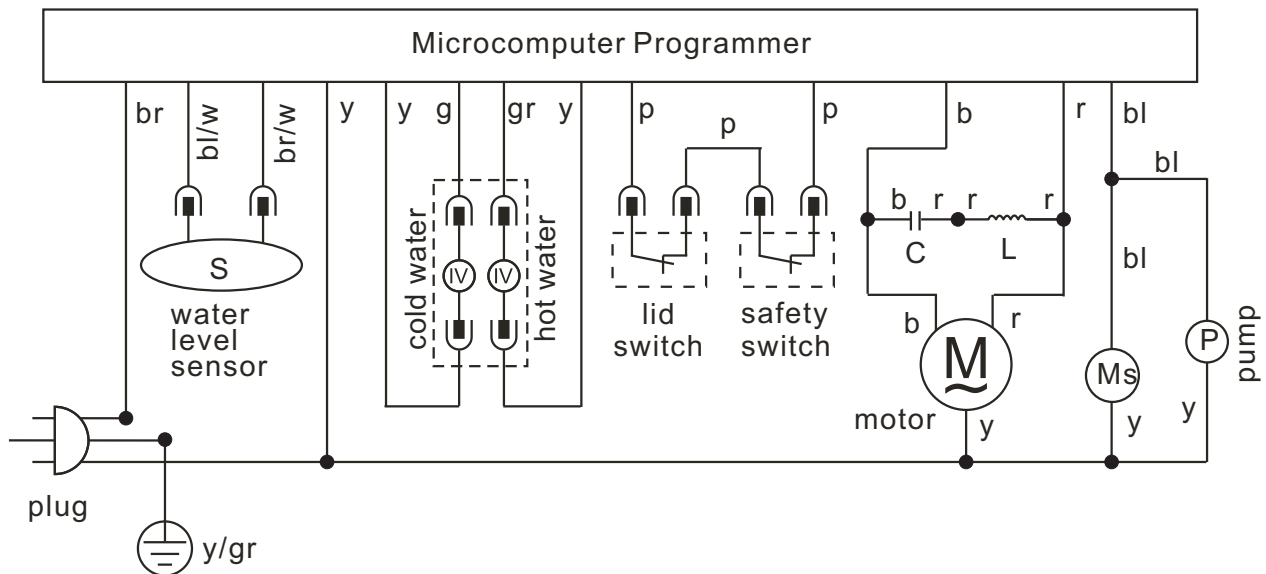 Microcomputer Programmer
br
bl/w
br/w
y
y
g
gr
y
p
p
p
b
r
bl
bl
b
r
r
r
C
L
S
water
level
sensor
cold water
IV
IV
hot water
lid
switch
safety
switch
bl
b
r
M
~
motor
y
Ms
y
P
pump
y
plug
y/gr